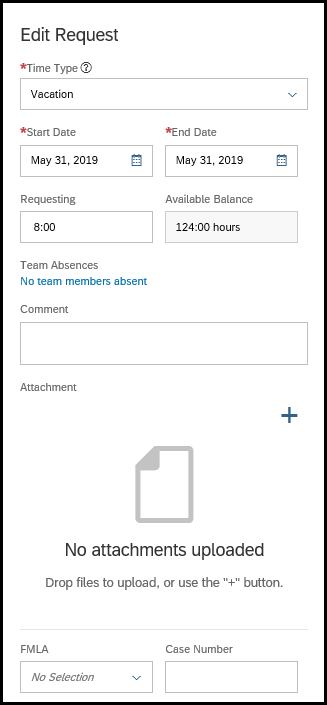 Edit Request
*Time Type ?
Vacation
*Start Date *End Date
May 31, 2019 May 31, 2019
Requesting Available Balance
8:00 124:00 hours
Team Absences
No team members absent
Comment
Attachment
+
No attachments uploaded
Drop files to upload, or use the "+" button.
FMLA Case Number
No Selection